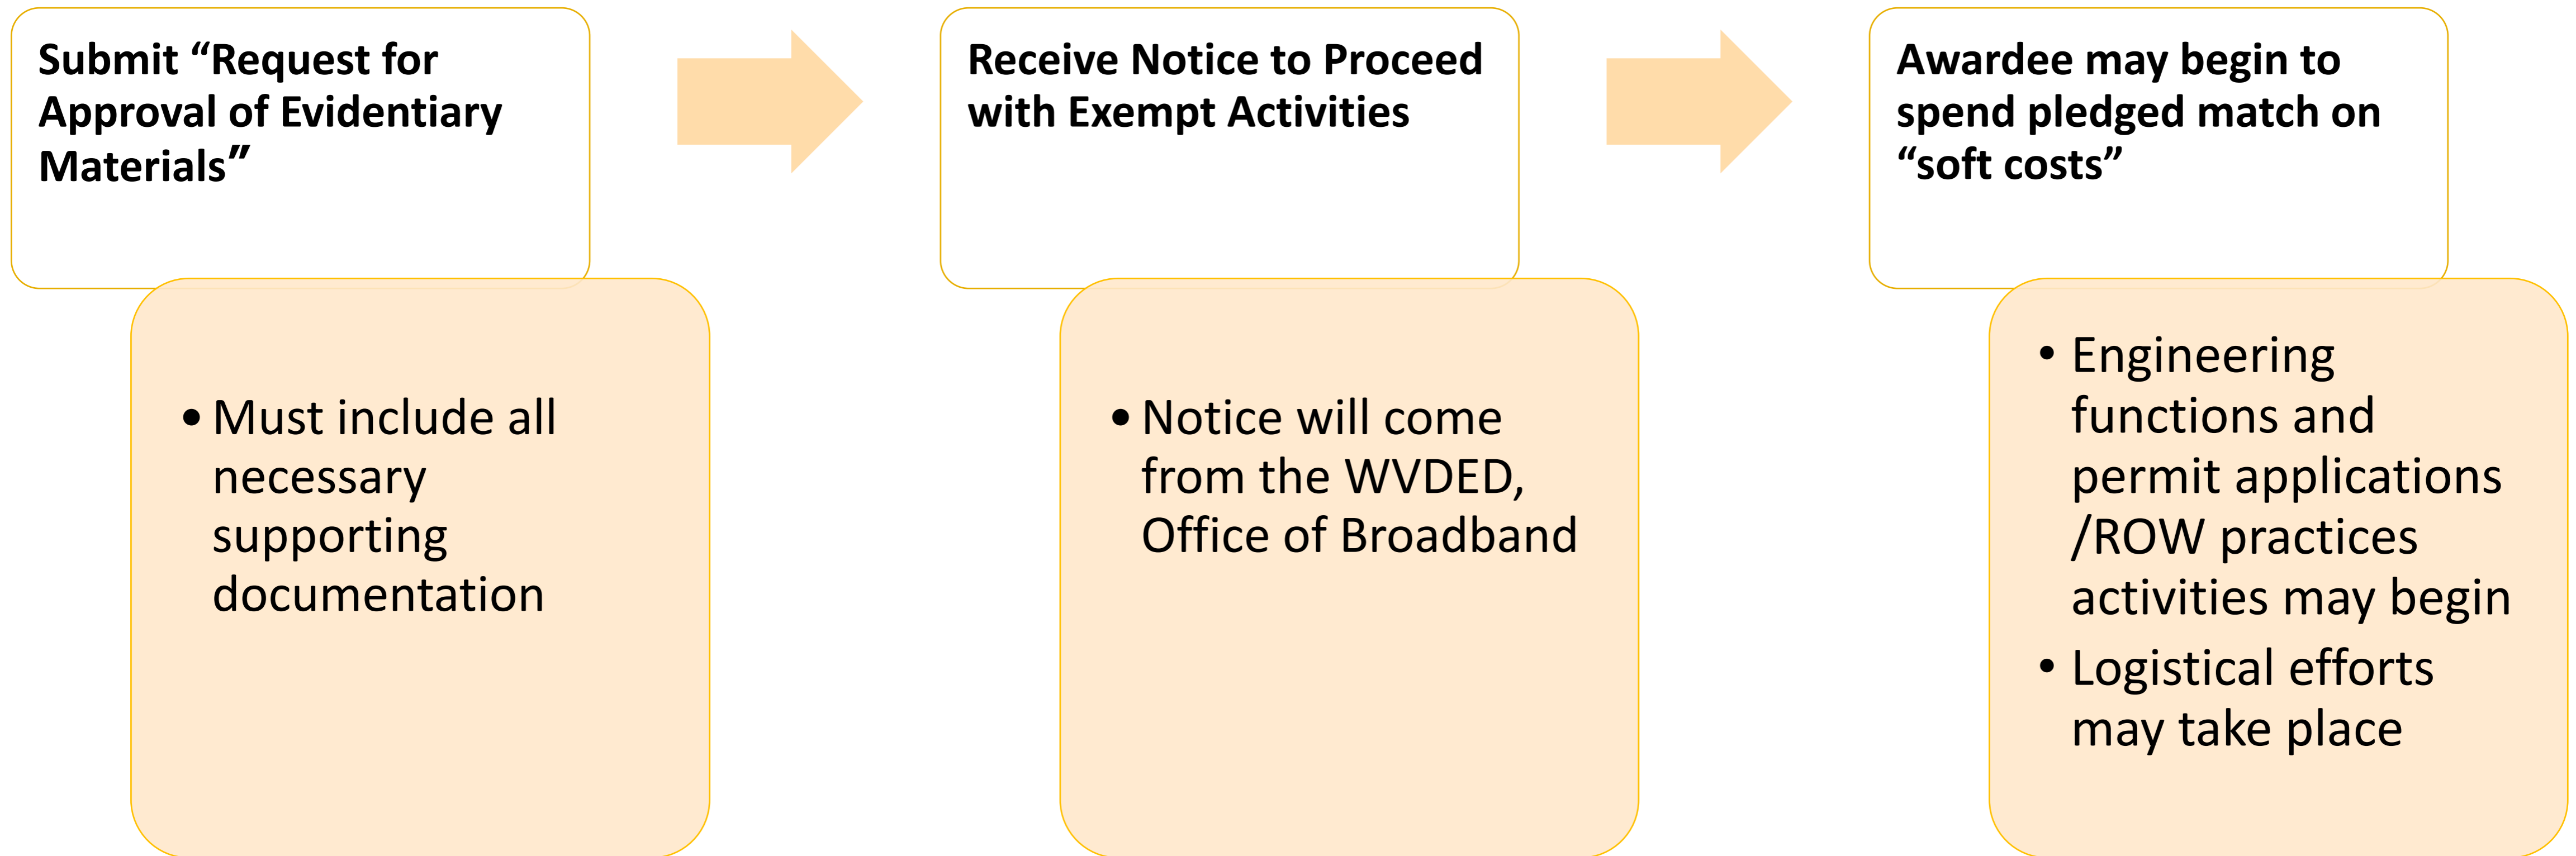 Submit “Request for
Approval of Evidentiary
Materials”
• Must include all
necessary
supporting
documentation
Receive Notice to Proceed
with Exempt Activities
• Notice will come
from the WVDED,
Office of Broadband
Awardee may begin to
spend pledged match on
“soft costs”
• Engineering
functions and
permit applications
/ROW practices
activities may begin
• Logistical efforts
may take place